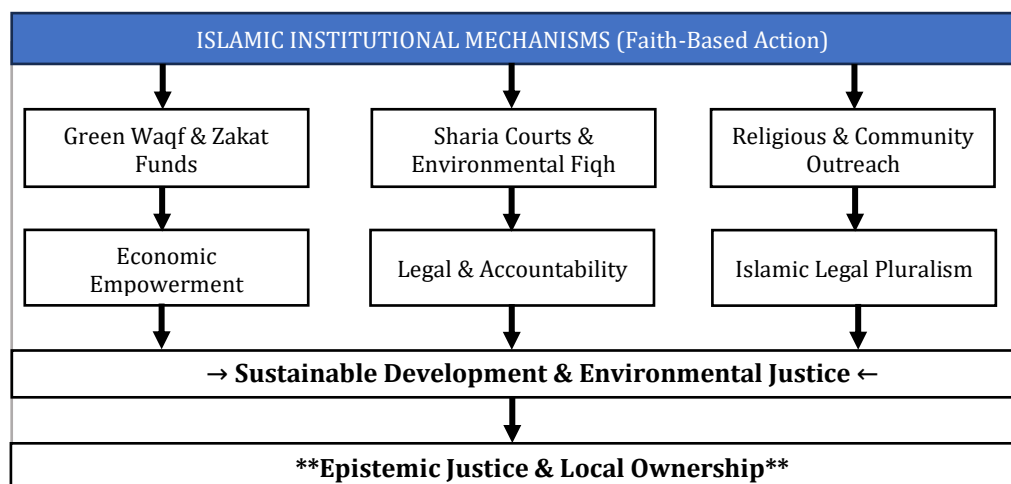 ISLAMIC INSTITUTIONAL MECHANISMS (Faith-Based Action)
Green Waqf & Zakat
Funds
Sharia Courts &
Environmental Fiqh
Religious & Community
Outreach
Economic
Empowerment
Legal & Accountability
Islamic Legal Pluralism
→ Sustainable Development & Environmental Justice ←
**Epistemic Justice & Local Ownership**